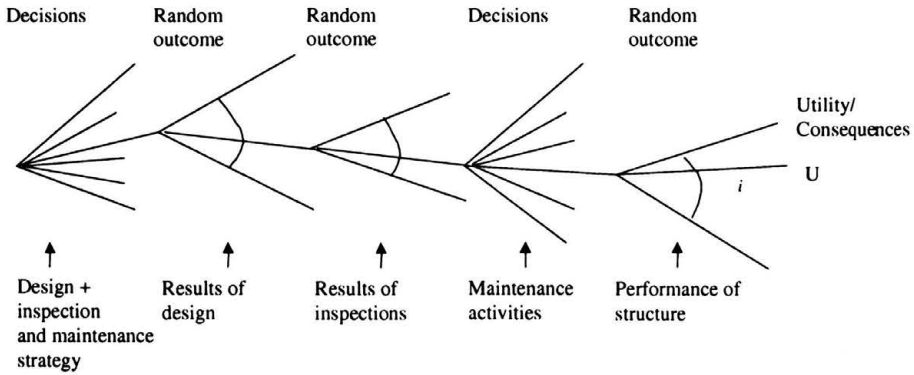 Decisions
Random
outcome
Random
outcome
Decisions
Random
outcome
Utility/
Consequences
U
i
Design +
inspection
and maintenance
strategy
Results of
design
Results of
inspections
Maintenance
activities
Performance of
structure